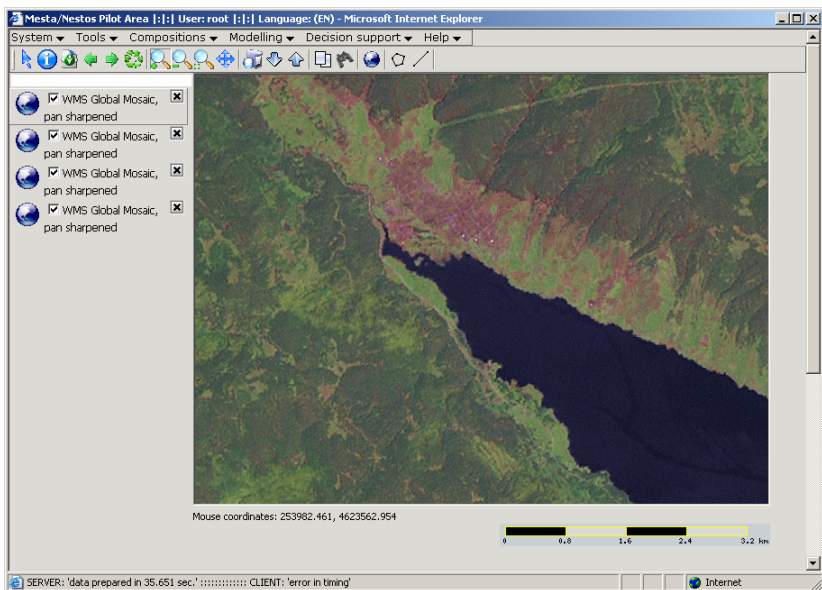 Mesta/Nestos Pilot Area |:|:| User: root |:|:| Language: (EN) - Microsoft Internet Explorer
System Tools Compositions Modelling Decision support Help
WMS Global Mosaic,
pan sharpened
WMS Global Mosaic,
pan sharpened
WMS Global Mosaic,
pan sharpened
WMS Global Mosaic,
pan sharpened
Mouse coordinates: 253982.461, 4623562.954
0 0.8 1.6 2.4 3.2 km
SERVER: 'data prepared in 35.651 sec.' ::::::::::::: CLIENT: 'error in timing' Internet